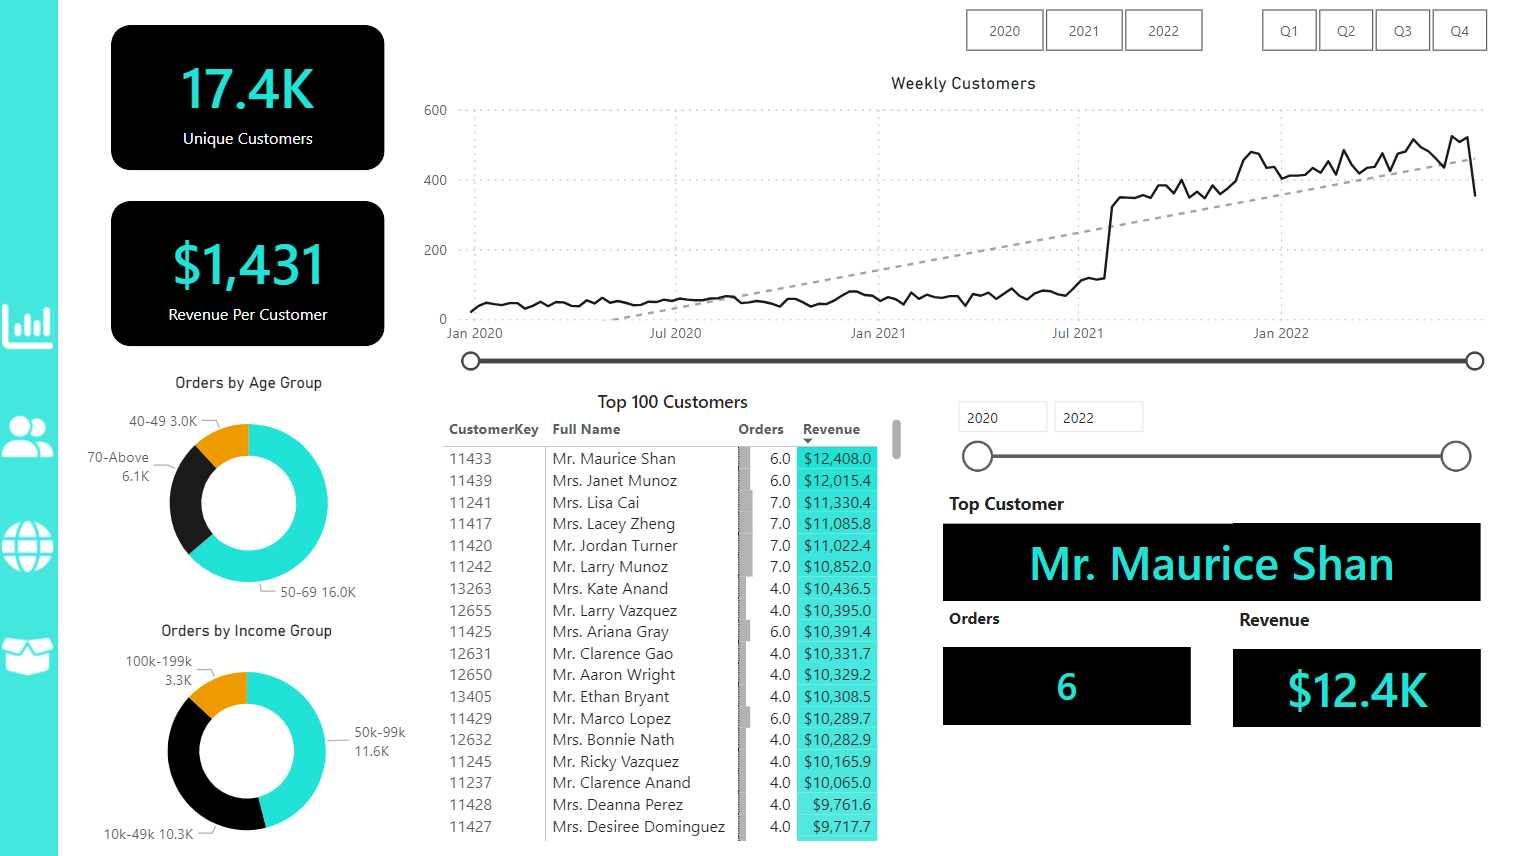 17.4K
Unique Customers
$1,431
Revenue Per Customer
2020 2021 2022 Q1 Q2 Q3 Q4
Weekly Customers
600
400
200
0
Jan 2020 Jul 2020 Jan 2021 Jul 2021 Jan 2022
Orders by Age Group
40-49 3.0K
70-Above
6.1K
50-69 16.0K
Orders by Income Group
100k-199k
3.3K
50k-99k
11.6K
10k-49k 10.3K
Top 100 Customers
CustomerKey Full Name Orders Revenue
11433 Mr. Maurice Shan 6.0 $12,408.0
11439 Mrs. Janet Munoz 6.0 $12,015.4
11241 Mrs. Lisa Cai 7.0 $11,330.4
11417 Mrs. Lacey Zheng 7.0 $11,085.8
11420 Mr. Jordan Turner 7.0 $11,022.4
11242 Mr. Larry Munoz 7.0 $10,852.0
13263 Mrs. Kate Anand 4.0 $10,436.5
12655 Mr. Larry Vazquez 4.0 $10,395.0
11425 Mrs. Ariana Gray 6.0 $10,391.4
12631 Mr. Clarence Gao 4.0 $10,331.7
12650 Mr. Aaron Wright 4.0 $10,329.2
13405 Mr. Ethan Bryant 4.0 $10,308.5
11429 Mr. Marco Lopez 6.0 $10,289.7
12632 Mrs. Bonnie Nath 4.0 $10,282.9
11245 Mr. Ricky Vazquez 4.0 $10,165.9
11237 Mr. Clarence Anand 4.0 $10,065.0
11428 Mrs. Deanna Perez 4.0 $9,761.6
11427 Mrs. Desiree Dominguez 4.0 $9,717.7
2020 2022
Top Customer
Mr. Maurice Shan
Orders Revenue
6 $12.4K